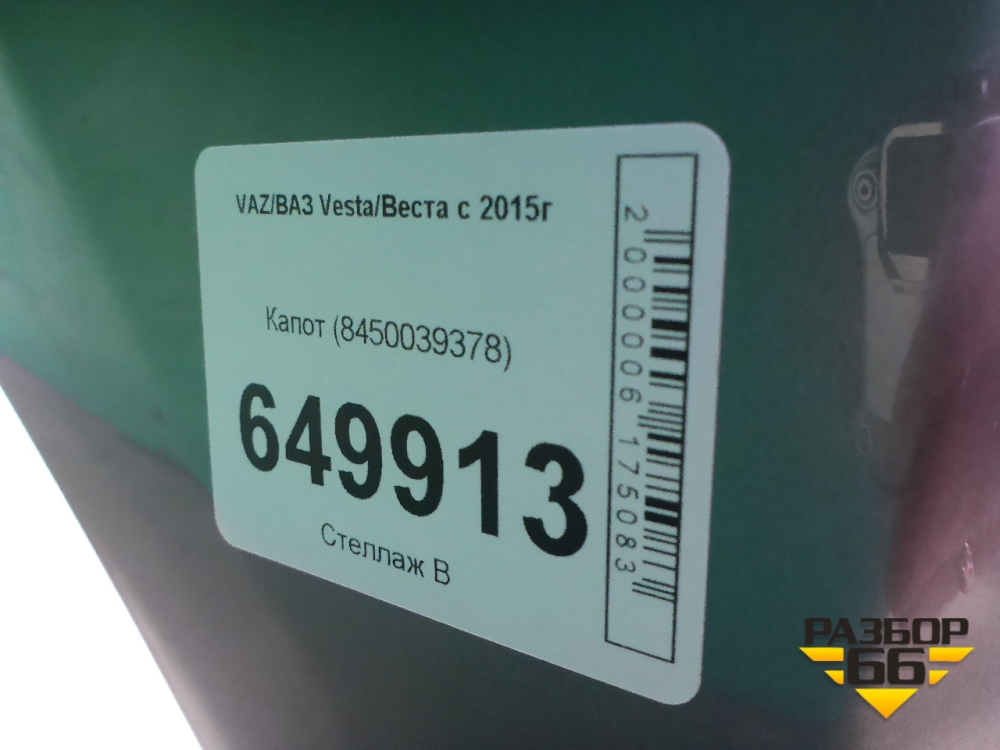 VAZ/ВАЗ Vesta/Веста с 2015г
Капот (8450039378)
649913
Стеллаж В
2000006175083
РАЗБОР
66